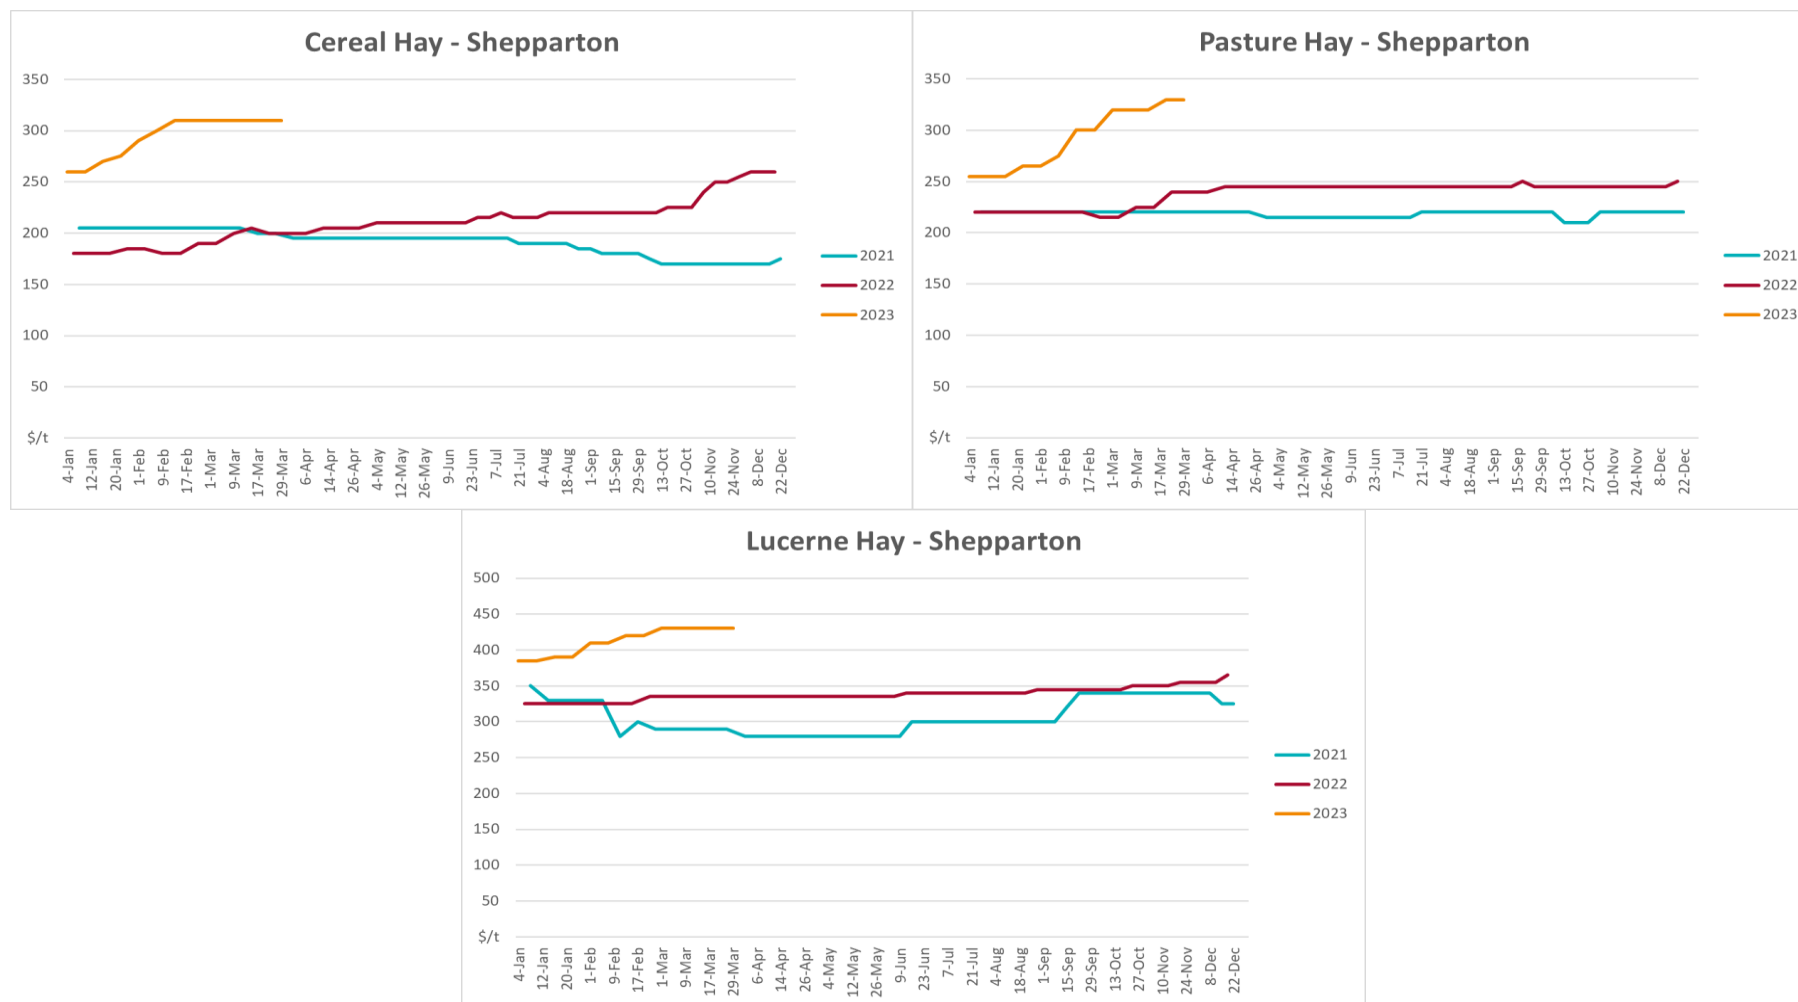 Cereal Hay - Shepparton
350
300
250
200
150
100
50
$/t
4-Jan
12-Jan
20-Jan
1-Feb
9-Feb
17-Feb
1-Mar
9-Mar
17-Mar
29-Mar
6-Apr
14-Apr
26-Apr
4-May
12-May
26-May
9-Jun
23-Jun
7-Jul
21-Jul
4-Aug
18-Aug
1-Sep
15-Sep
29-Sep
13-Oct
27-Oct
10-Nov
24-Nov
8-Dec
22-Dec
2021
2022
2023
Pasture Hay - Shepparton
350
300
250
200
150
100
50
$/t
4-Jan
12-Jan
20-Jan
1-Feb
9-Feb
17-Feb
1-Mar
9-Mar
17-Mar
29-Mar
6-Apr
14-Apr
26-Apr
4-May
12-May
26-May
9-Jun
23-Jun
7-Jul
21-Jul
4-Aug
18-Aug
1-Sep
15-Sep
29-Sep
13-Oct
27-Oct
10-Nov
24-Nov
8-Dec
22-Dec
2021
2022
2023
Lucerne Hay - Shepparton
500
450
400
350
300
250
200
150
100
50
$/t
4-Jan
12-Jan
20-Jan
1-Feb
9-Feb
17-Feb
1-Mar
9-Mar
17-Mar
29-Mar
6-Apr
14-Apr
26-Apr
4-May
12-May
26-May
9-Jun
23-Jun
7-Jul
21-Jul
4-Aug
18-Aug
1-Sep
15-Sep
29-Sep
13-Oct
27-Oct
10-Nov
24-Nov
8-Dec
22-Dec
2021
2022
2023